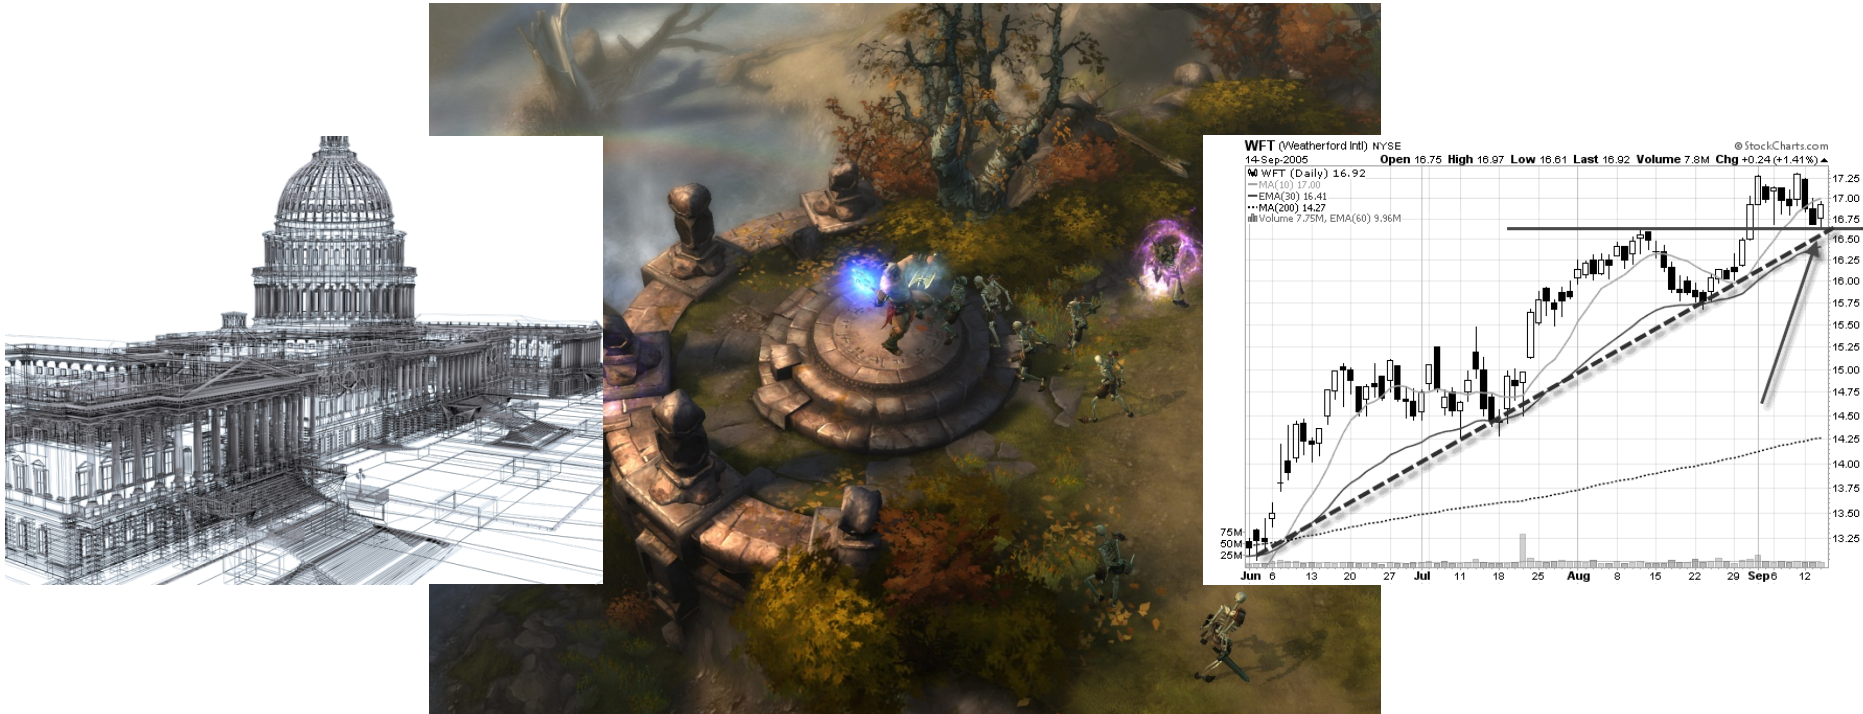 WFT (Weatherford Intl) NYSE
© StockCharts.com
14-Sep-2005 Open 16.75 High 16.97 Low 16.61 Last 16.92 Volume 7.8M Chg +0.24 (+1.41%)
WFT (Daily) 16.92
MA(10) 17.00
EMA(30) 16.41
MA(200) 14.27
Volume 7.75M, EMA(60) 9.96M
17.25
17.00
16.75
16.50
16.25
16.00
15.75
15.50
15.25
15.00
14.75
14.50
14.25
14.00
13.75
13.50
13.25
75M
50M
25M
Jun 6 13 20 27 Jul 11 18 25 Aug 8 15 22 29 Sep 6 12